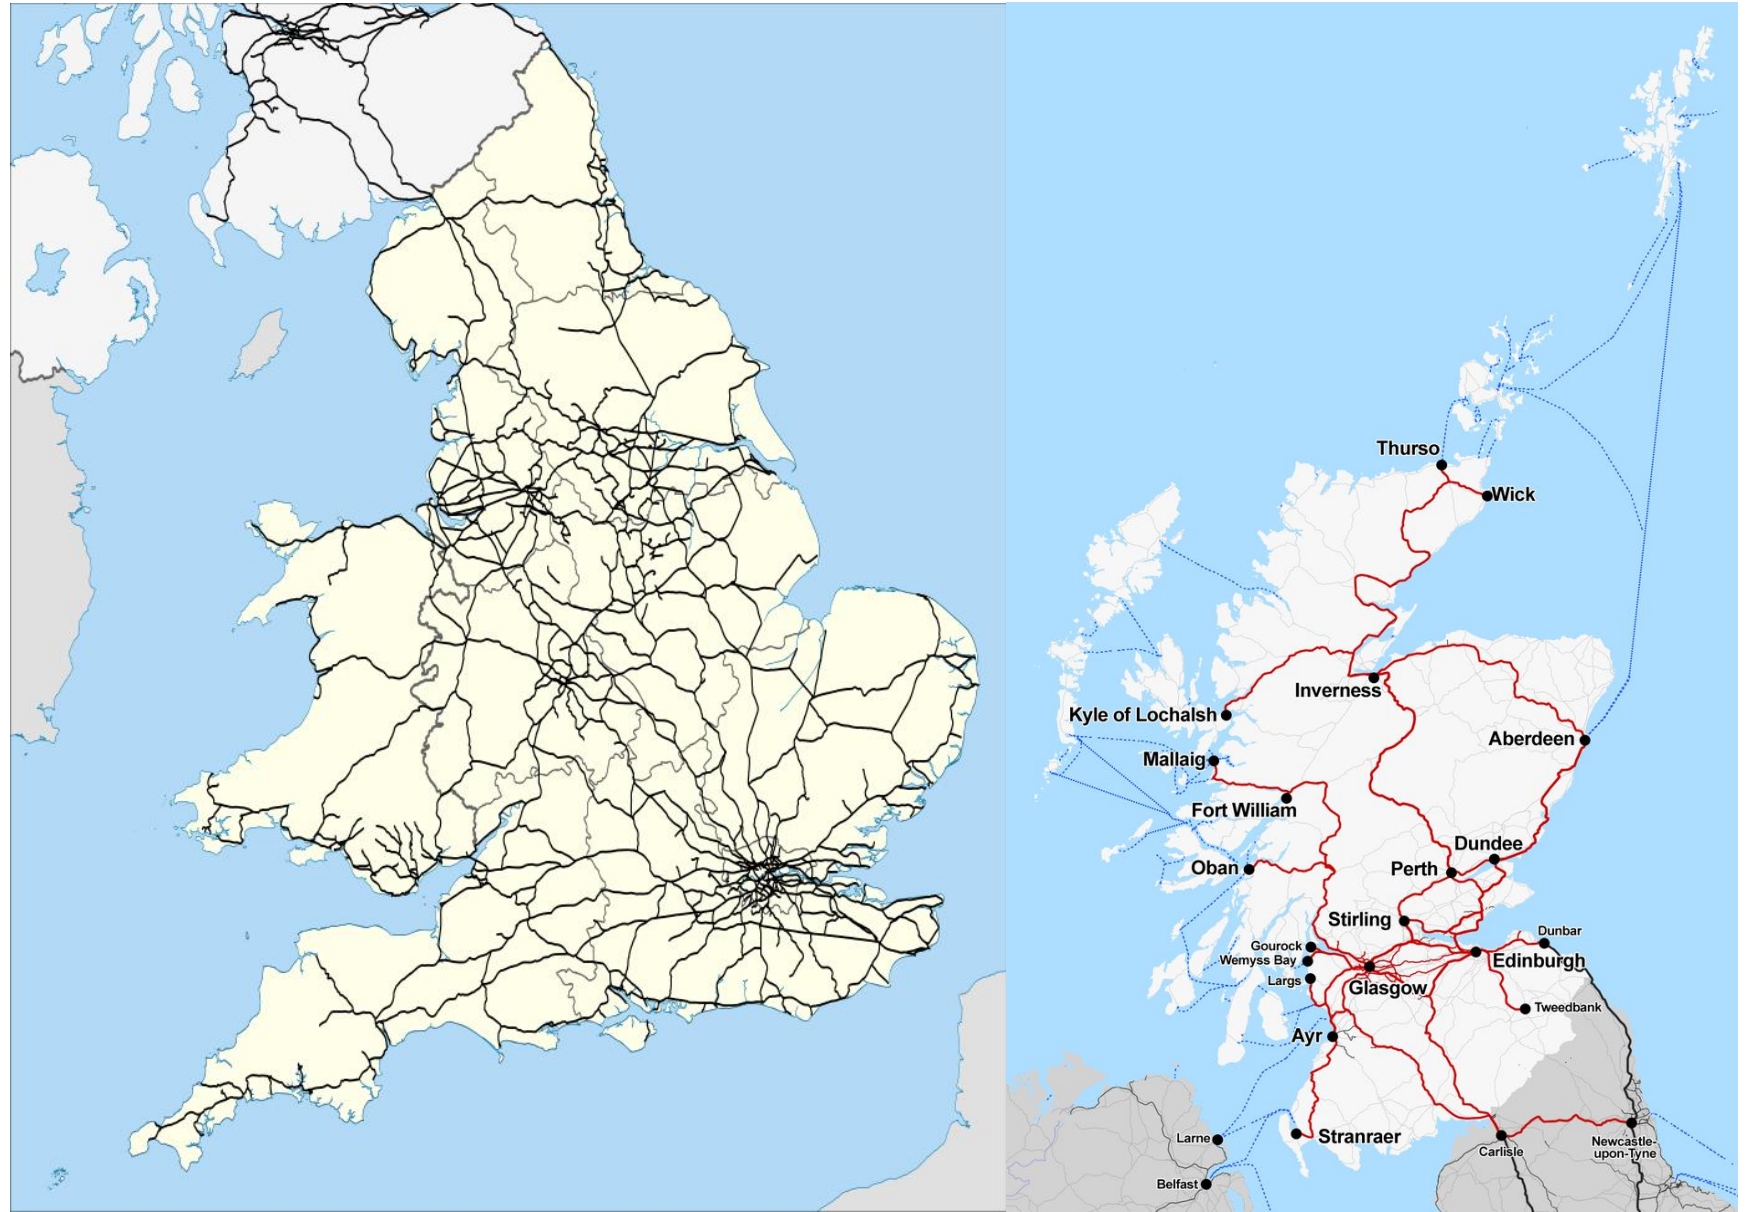 Thurso
Wick
Inverness
Kyle of Lochalsh
Aberdeen
Mallaig
Fort William
Dundee
Oban
Perth
Stirling
Dunbar
Gourock
Edinburgh
Wemyss Bay
Largs
Glasgow
Tweedbank
Ayr
Stranraer
Larne
Newcastle-
upon-Tyne
Carlisle
Belfast